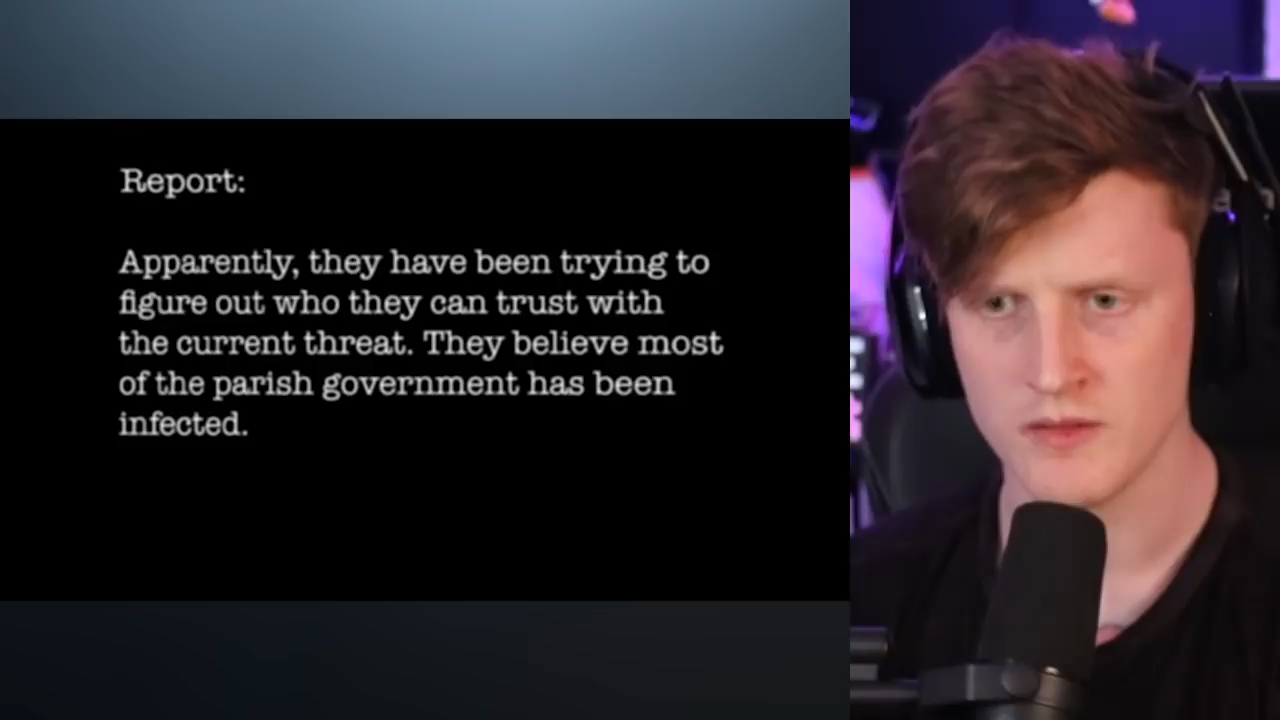 Report:
Apparently, they have been trying to
figure out who they can trust with
the current threat. They believe most
of the parish government has been
infected.